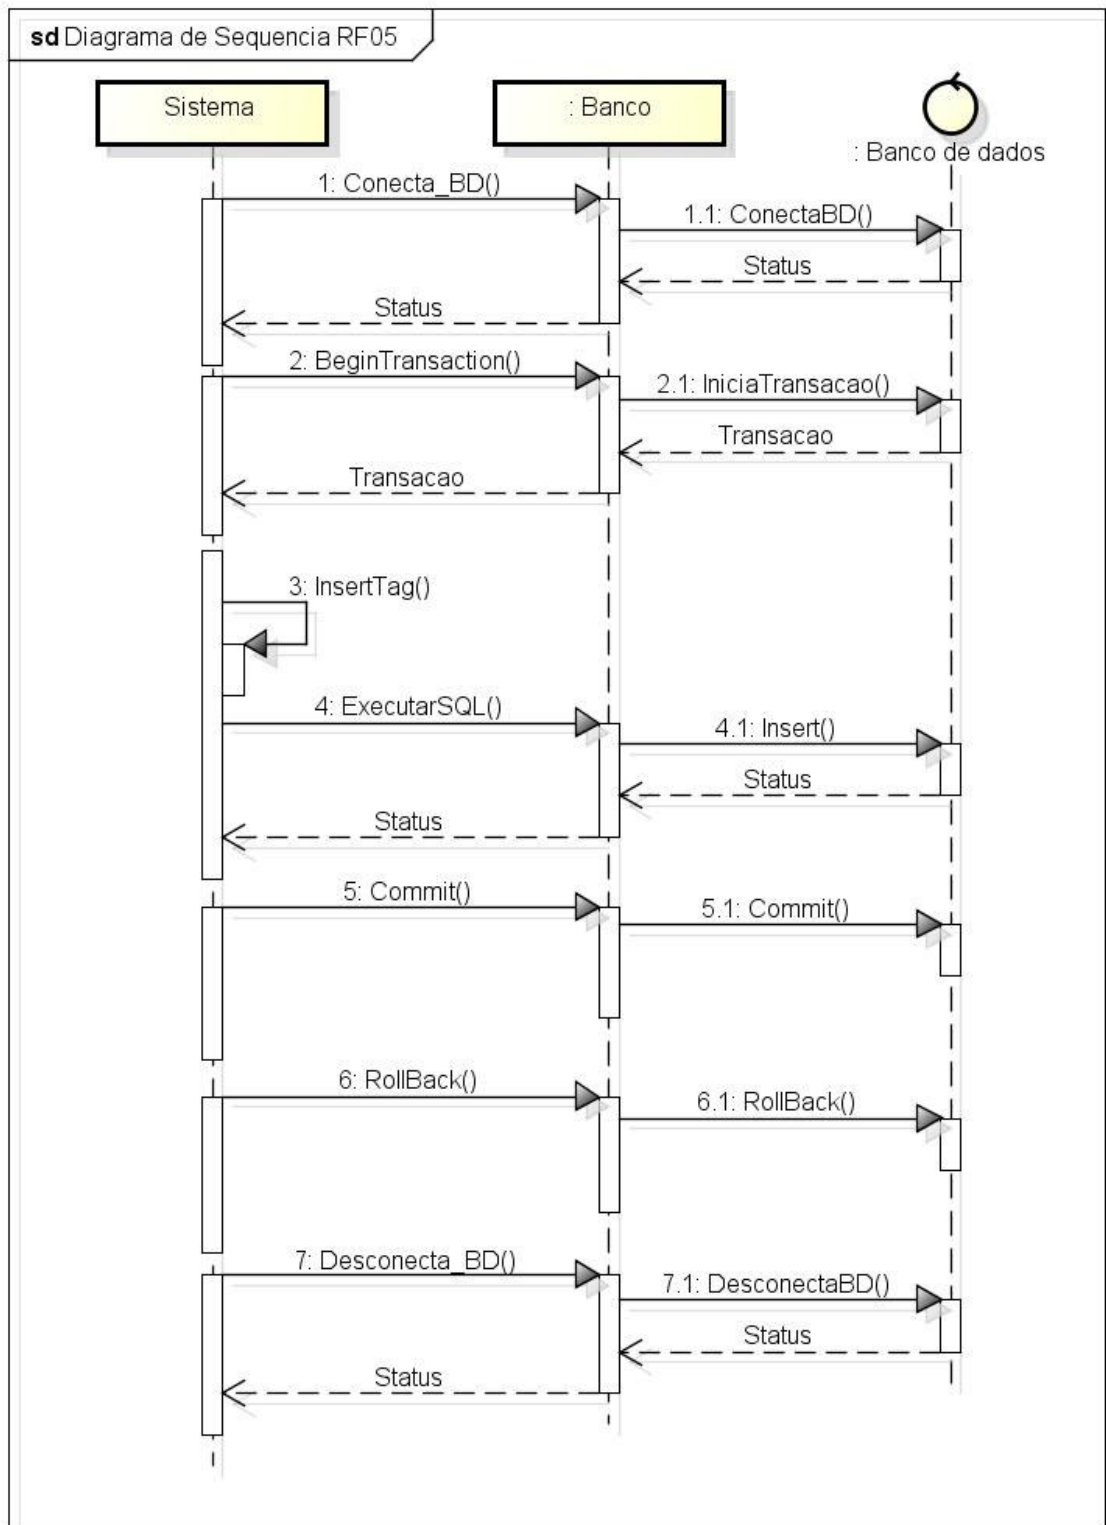 sd Diagrama de Sequencia RF05
Sistema
: Banco
: Banco de dados
1: Conecta_BD()
1.1: ConectaBD()
Status
Status
2: BeginTransaction()
2.1: IniciaTransacao()
Transacao
Transacao
3: InsertTag()
4: ExecutarSQL()
4.1: Insert()
Status
Status
5: Commit()
5.1: Commit()
6: RollBack()
6.1: RollBack()
7: Desconecta_BD()
7.1: DesconectaBD()
Status
Status